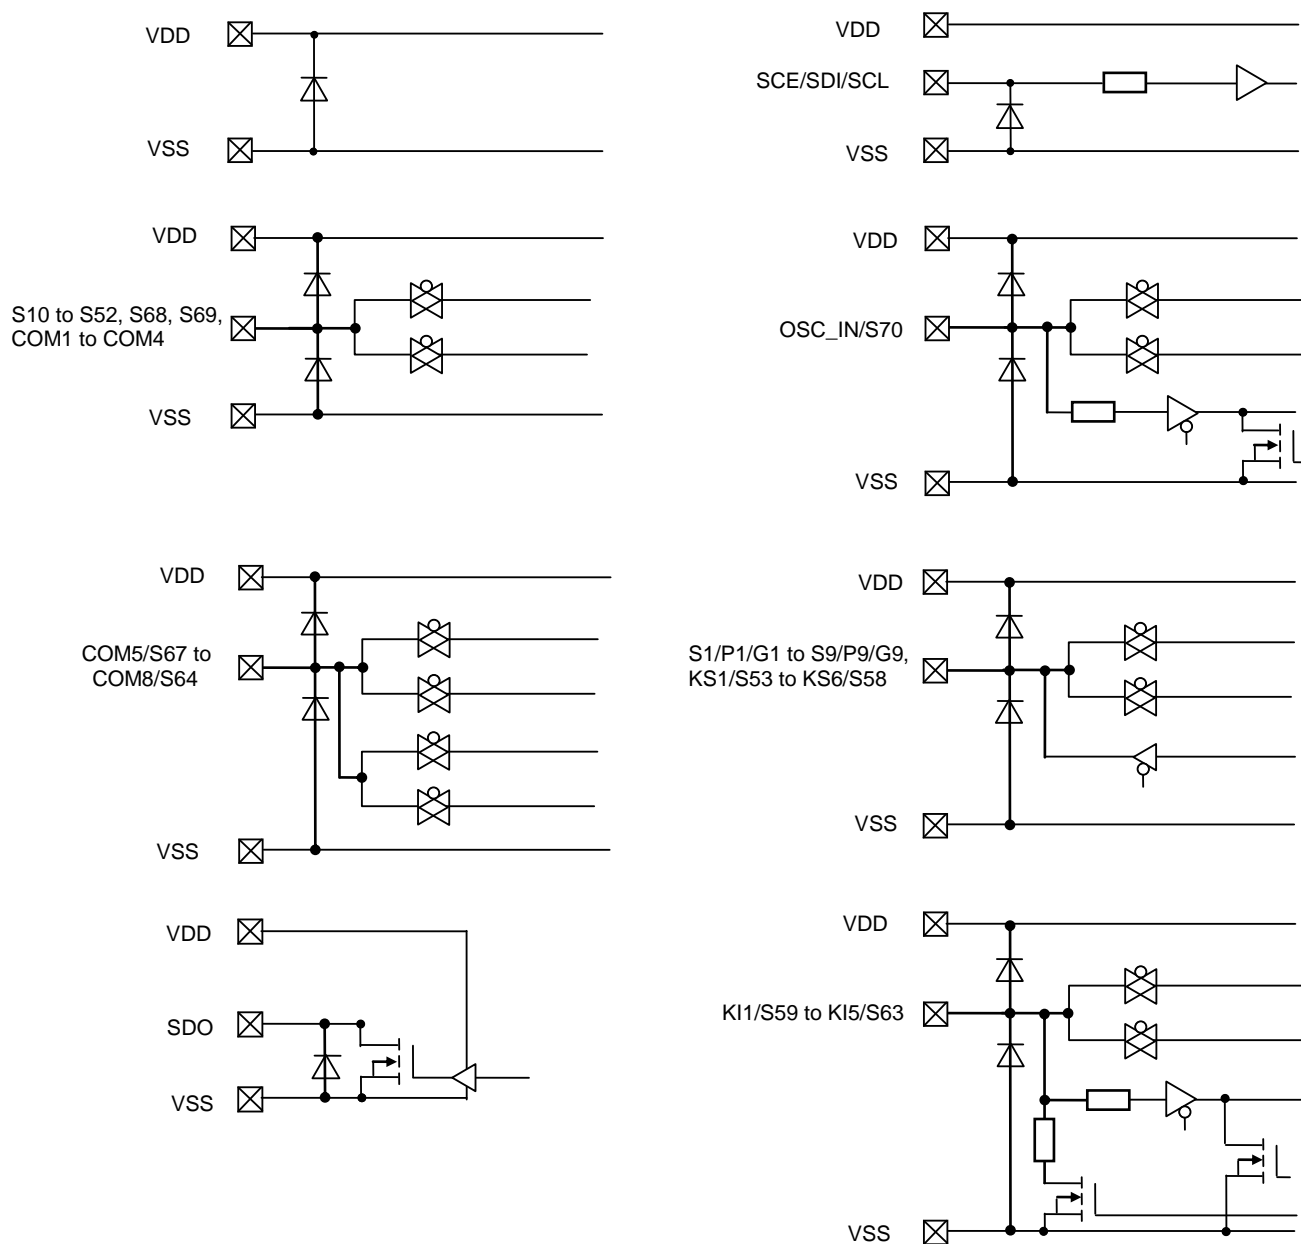 VDD
VSS
VDD
SCE/SDI/SCL
VSS
VDD
S10 to S52, S68, S69,
COM1 to COM4
VSS
VDD
OSC_IN/S70
VSS
VDD
COM5/S67 to
COM8/S64
VSS
VDD
S1/P1/G1 to S9/P9/G9,
KS1/S53 to KS6/S58
VSS
VDD
SDO
VSS
VDD
KI1/S59 to KI5/S63
VSS